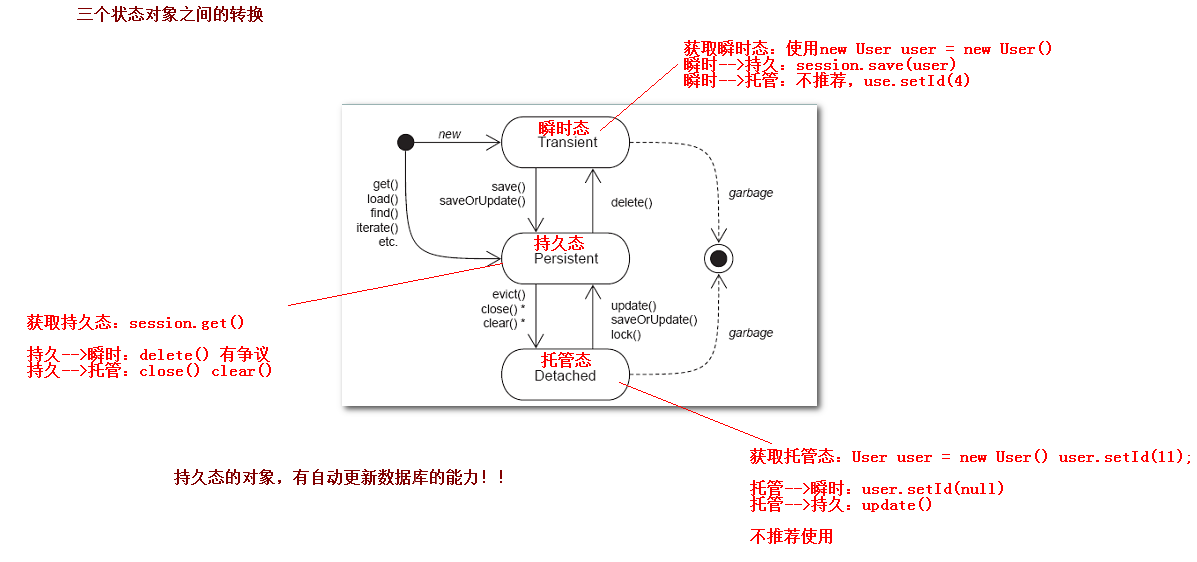 三个状态对象之间的转换
获取瞬时态：使用new User user = new User()
瞬时-->持久：session.save(user)
瞬时-->托管：不推荐，use.setId(4)
new
瞬时态
Transient
get()
load()
find()
iterate()
etc.
save()
saveOrUpdate()
delete()
garbage
持久态
Persistent
evict()
close() *
clear() *
update()
saveOrUpdate()
lock()
garbage
托管态
Detached
获取持久态：session.get()
持久-->瞬时：delete() 有争议
持久-->托管：close() clear()
持久态的对象，有自动更新数据库的能力！！
获取托管态：User user = new User() user.setId(11);
托管-->瞬时：user.setId(null)
托管-->持久：update()
不推荐使用